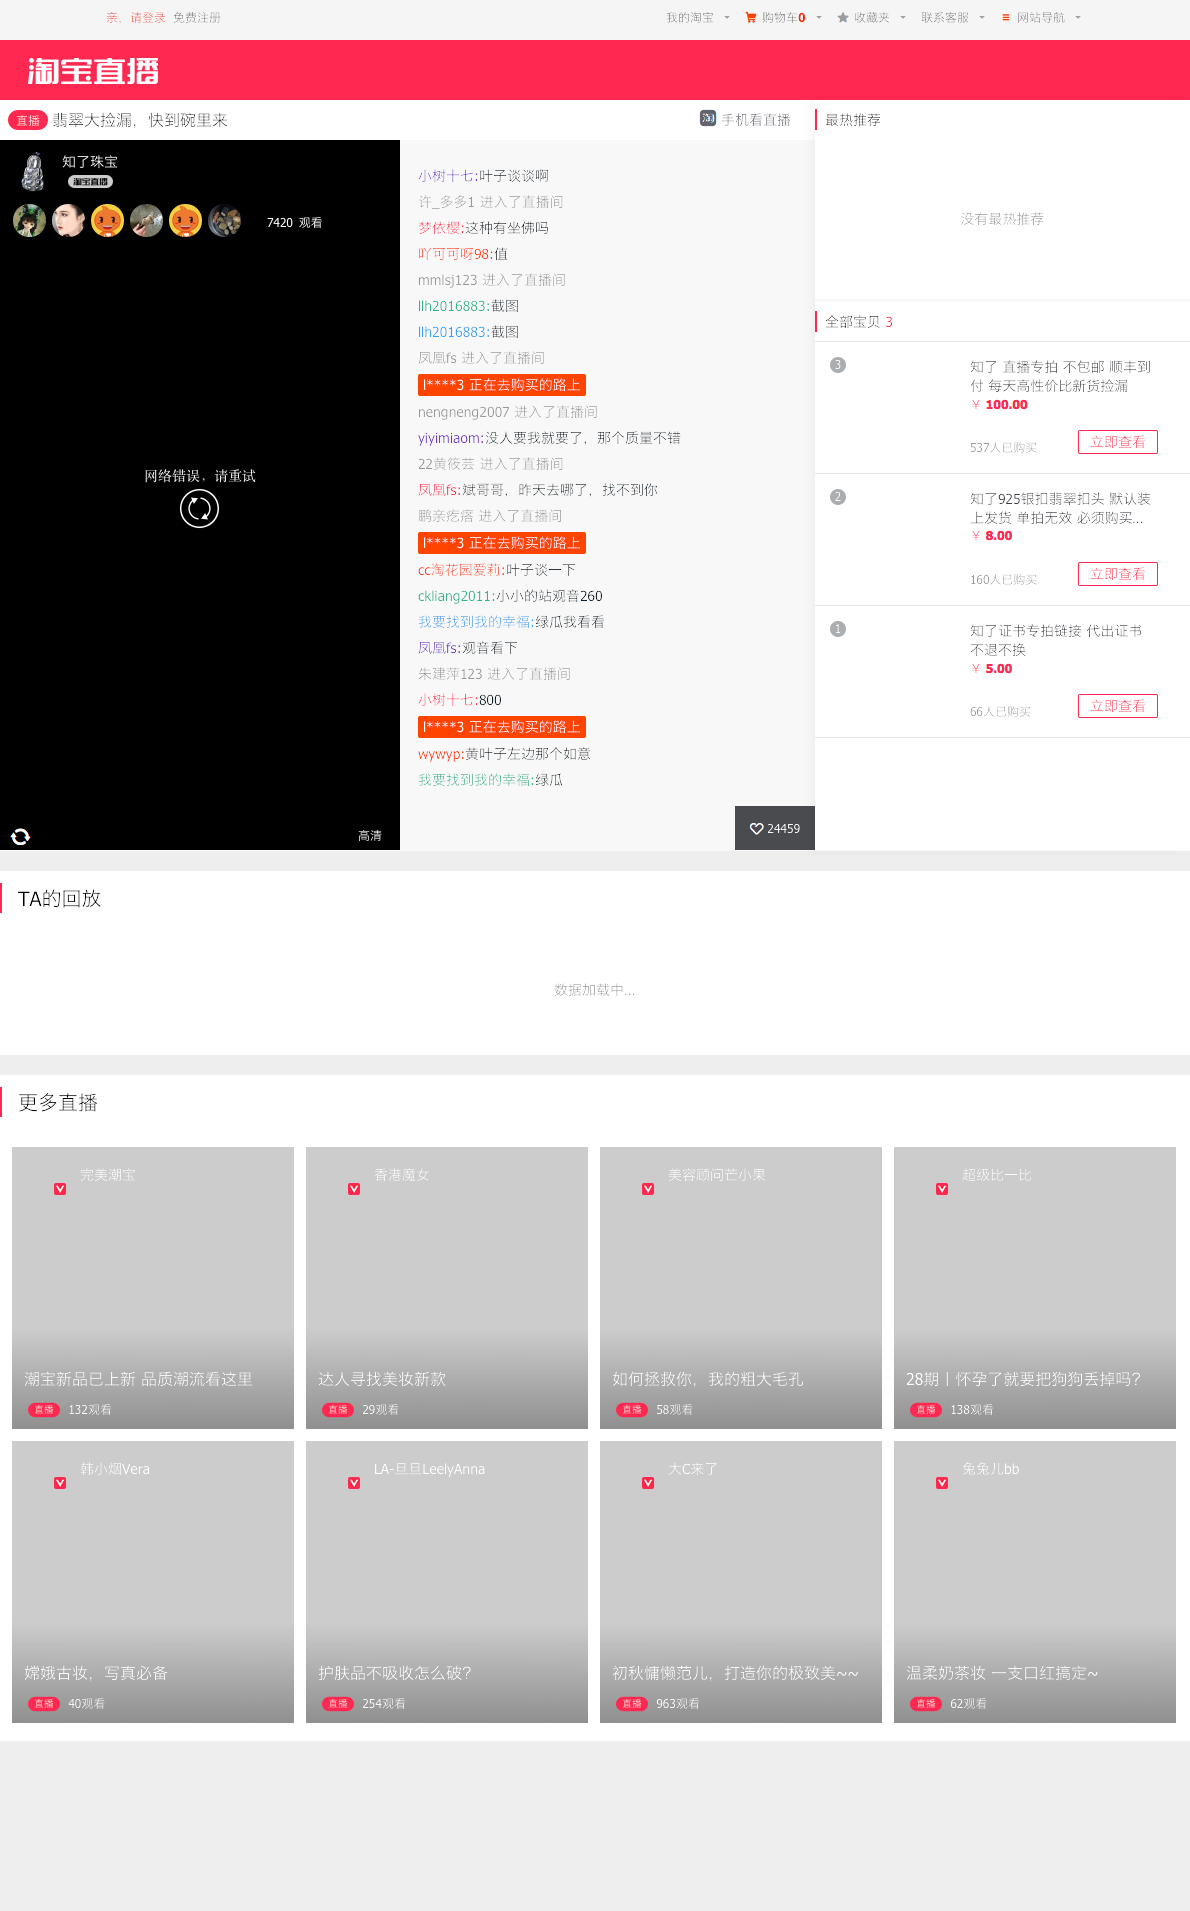 亲，请登录 免费注册
我的淘宝 购物车0 收藏夹 联系客服 网站导航
淘宝直播
直播 翡翠大捡漏，快到碗里来
淘 手机看直播
知了珠宝
淘宝直播
7420 观看
网络错误，请重试
高清
小树十七:叶子谈谈啊
许_多多1 进入了直播间
梦依樱:这种有坐佛吗
吖可可呀98:值
mmlsj123 进入了直播间
llh2016883:截图
llh2016883:截图
凤凰fs 进入了直播间
l****3 正在去购买的路上
nengneng2007 进入了直播间
yiyimiaom:没人要我就要了，那个质量不错
22黄筱芸 进入了直播间
凤凰fs:斌哥哥，昨天去哪了，找不到你
鹏亲疙瘩 进入了直播间
l****3 正在去购买的路上
cc淘花园爱莉:叶子谈一下
ckliang2011:小小的站观音260
我要找到我的幸福:绿瓜我看看
凤凰fs:观音看下
朱建萍123 进入了直播间
小树十七:800
l****3 正在去购买的路上
wywyp:黄叶子左边那个如意
我要找到我的幸福:绿瓜
24459
最热推荐
没有最热推荐
全部宝贝 3
3
知了 直播专拍 不包邮 顺丰到
付 每天高性价比新货捡漏
¥ 100.00
537人已购买 立即查看
2
知了925银扣翡翠扣头 默认装
上发货 单拍无效 必须购买...
¥ 8.00
160人已购买 立即查看
1
知了证书专拍链接 代出证书
不退不换
¥ 5.00
66人已购买 立即查看
TA的回放
数据加载中...
更多直播
完美潮宝
潮宝新品已上新 品质潮流看这里
直播 132观看
香港魔女
达人寻找美妆新款
直播 29观看
美容顾问芒小果
如何拯救你，我的粗大毛孔
直播 58观看
超级比一比
28期丨怀孕了就要把狗狗丢掉吗?
直播 138观看
韩小烟Vera
嫦娥古妆，写真必备
直播 40观看
LA-旦旦LeelyAnna
护肤品不吸收怎么破?
直播 254观看
大C来了
初秋慵懒范儿，打造你的极致美~~
直播 963观看
兔兔儿bb
温柔奶茶妆 一支口红搞定~
直播 62观看